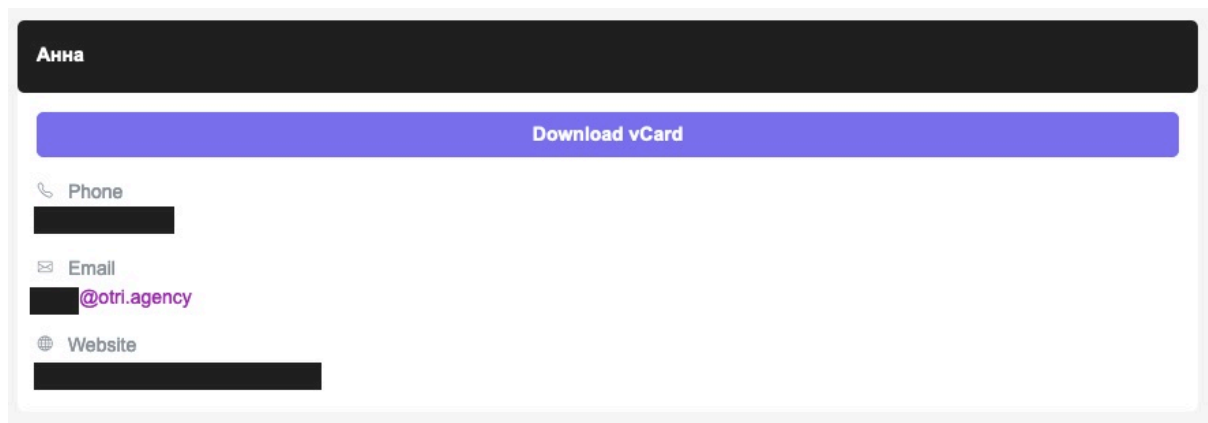 Анна
Download vCard
Phone
Email
@otri.agency
Website